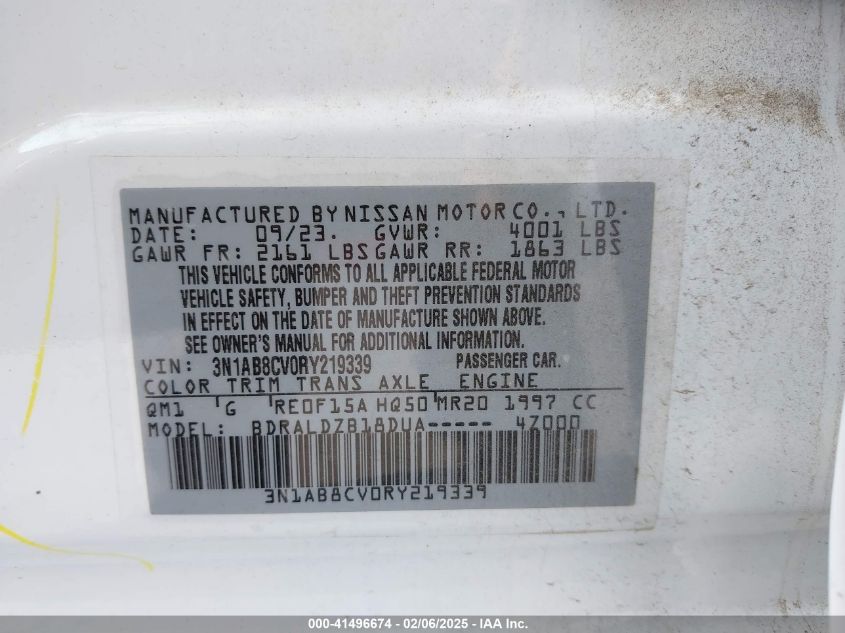 MANUFACTURED BY NISSAN MOTOR CO., LTD.
DATE: 09/23. GVWR: 4001 LBS
GAWR FR: 2161 LBS GAWR RR: 1863 LBS
THIS VEHICLE CONFORMS TO ALL APPLICABLE FEDERAL MOTOR
VEHICLE SAFETY, BUMPER AND THEFT PREVENTION STANDARDS
IN EFFECT ON THE DATE OF MANUFACTURE SHOWN ABOVE.
SEE OWNER'S MANUAL FOR ADDITIONAL INFORMATION.
VIN: 3N1AB8CV0RY219339 PASSENGER CAR.
COLOR TRIM TRANS AXLE ENGINE
QM1 G RE0F15A HQ50 MR20 1997 CC
MODEL: BDRALDZB18DUA----- 4Z000
3N1AB8CV0RY219339
000-41496674 - 02/06/2025 - IAA Inc.